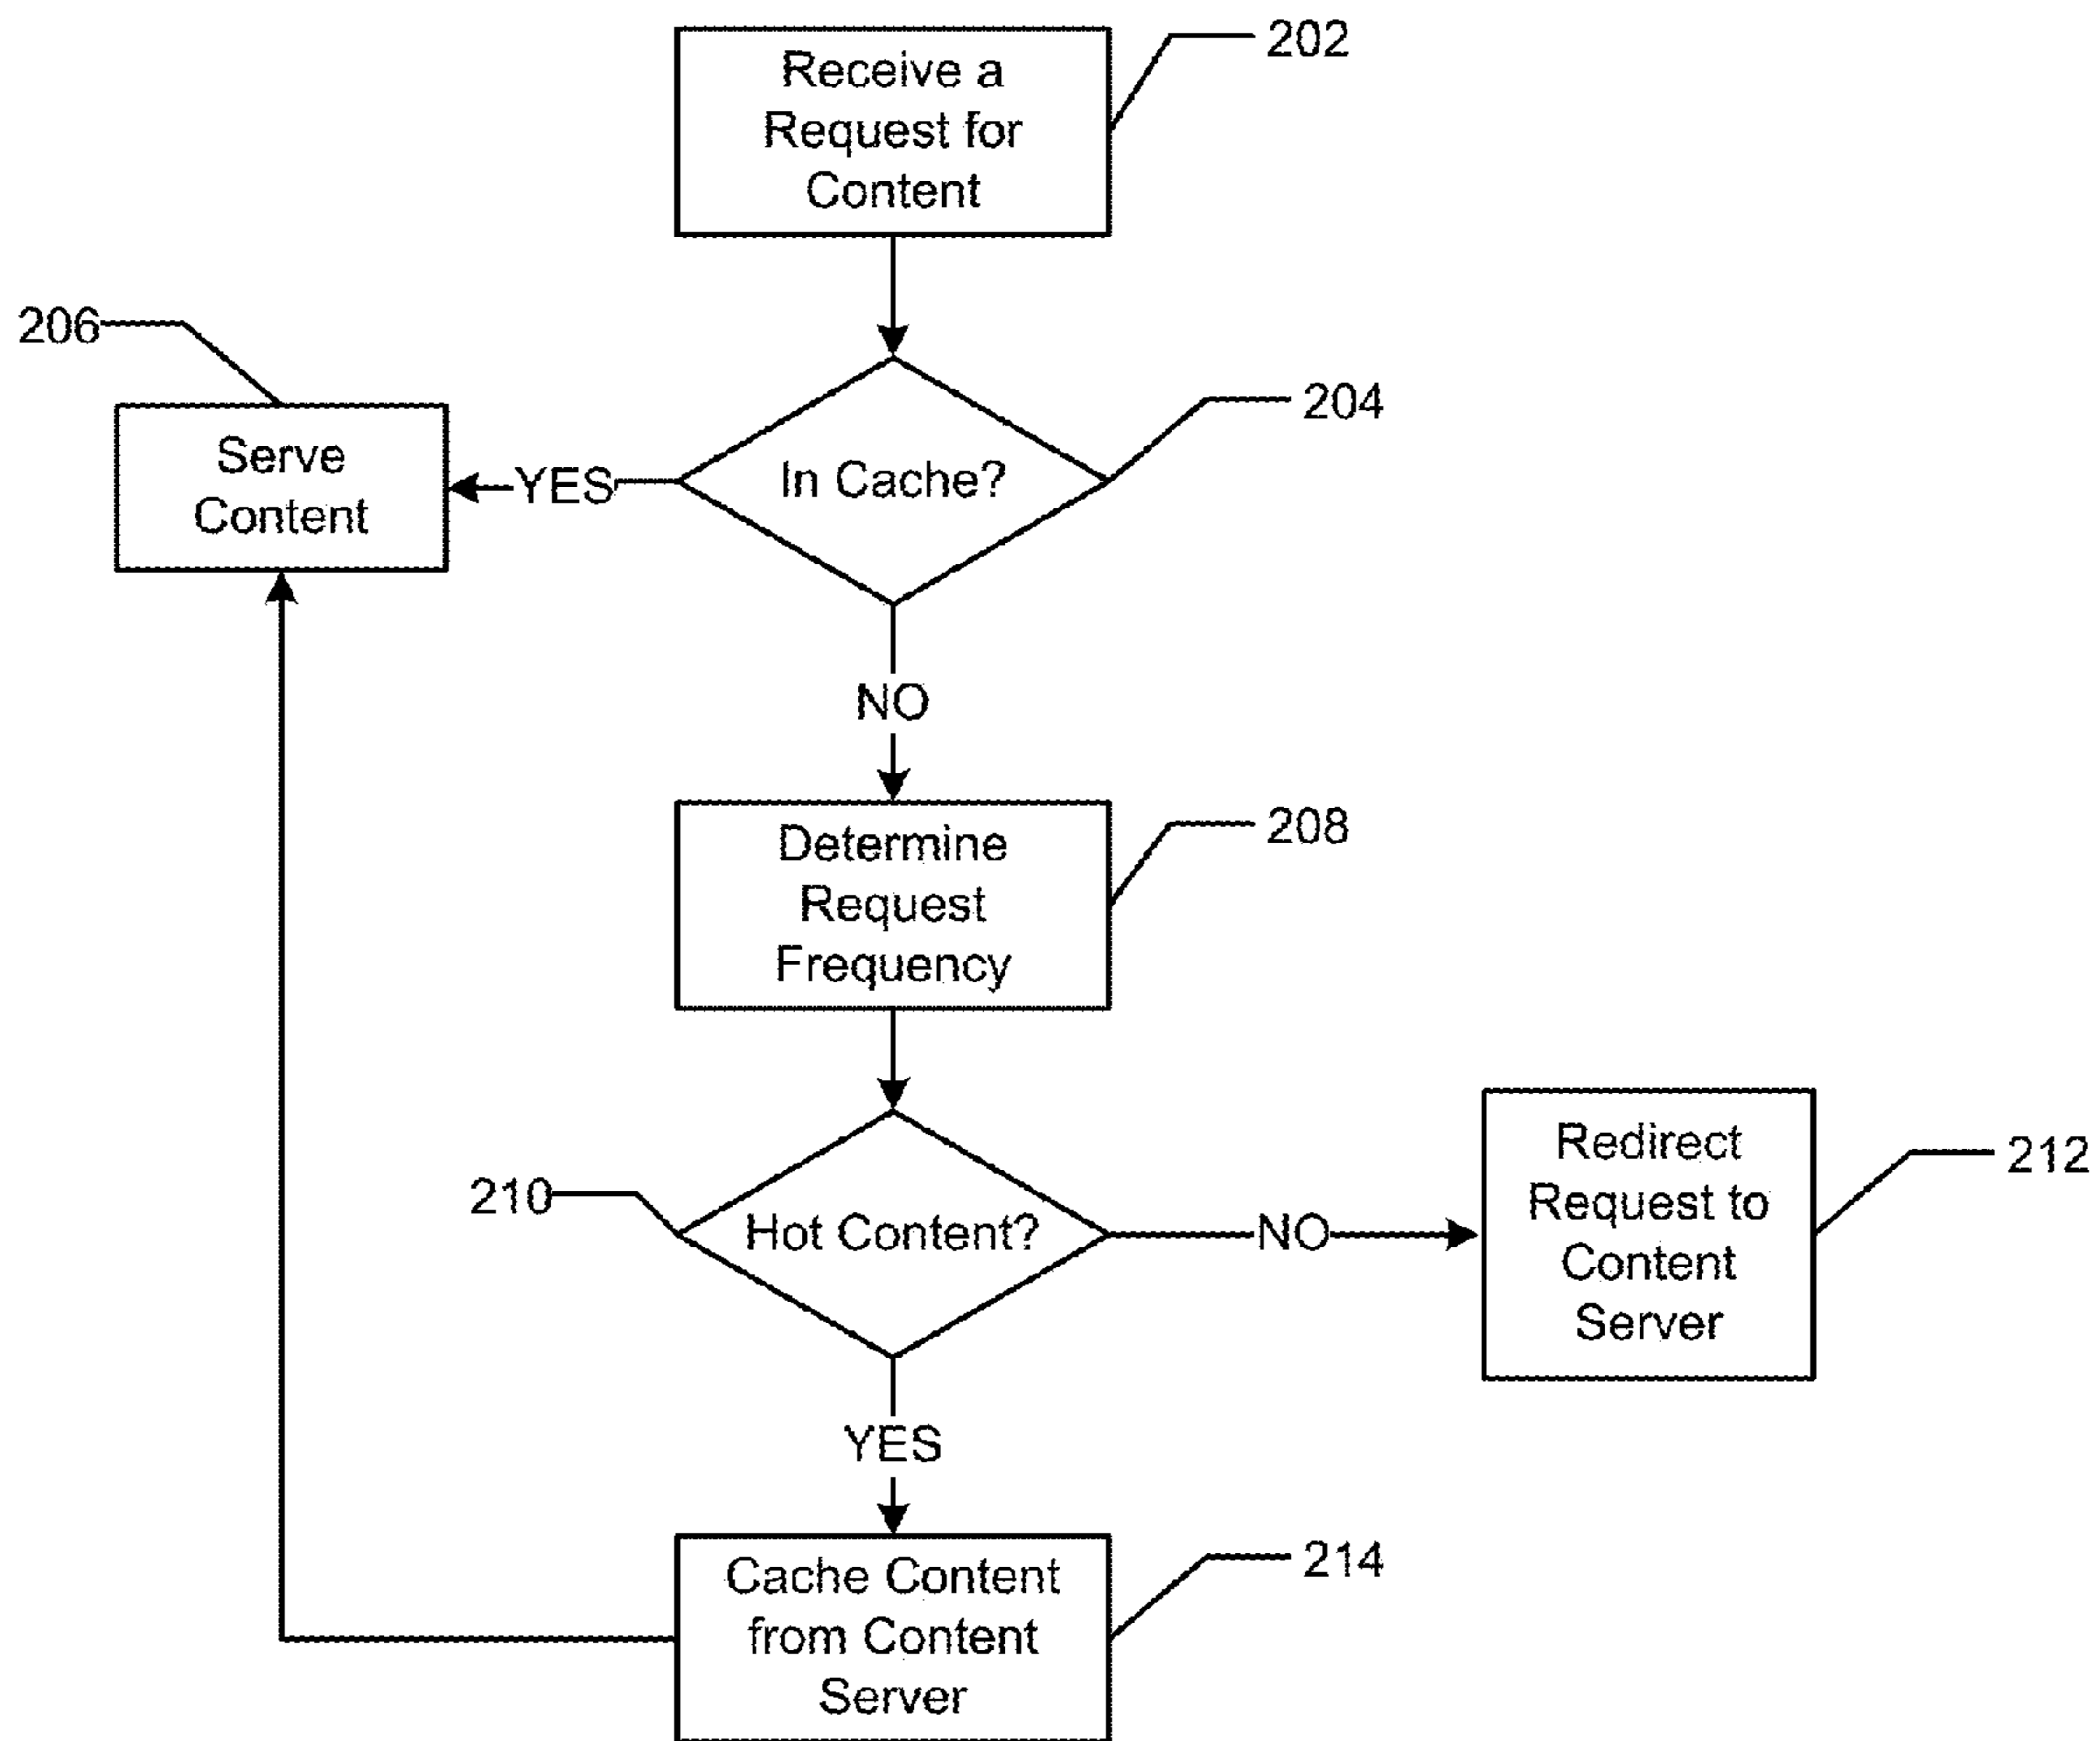 Receive a
Request for
Content
202
206
Serve
Content
YES
In Cache?
204
NO
Determine
Request
Frequency
208
210
Hot Content?
NO
Redirect
Request to
Content
Server
212
YES
Cache Content
from Content
Server
214